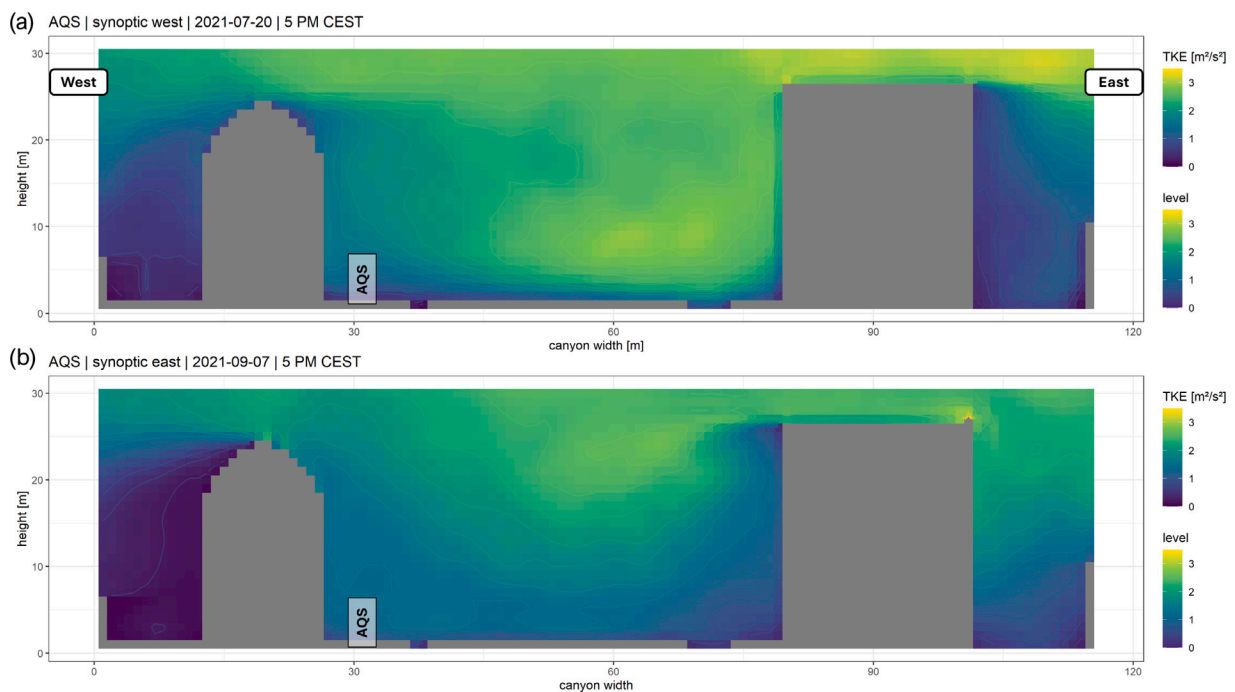 (a) AQS | synoptic west | 2021-07-20 | 5 PM CEST
30
20
10
0
height [m]
West
East
AQS
0
30
60
90
120
canyon width [m]
TKE [m²/s²]
3
2
1
0
level
3
2
1
0
(b) AQS | synoptic east | 2021-09-07 | 5 PM CEST
30
20
10
0
height [m]
AQS
0
30
60
90
120
canyon width
TKE [m²/s²]
3
2
1
0
level
3
2
1
0